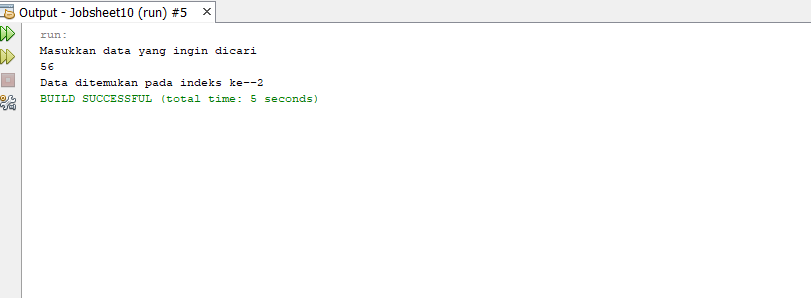 Output - Jobsheet10 (run) #5
run:
Masukkan data yang ingin dicari
56
Data ditemukan pada indeks ke--2
BUILD SUCCESSFUL (total time: 5 seconds)